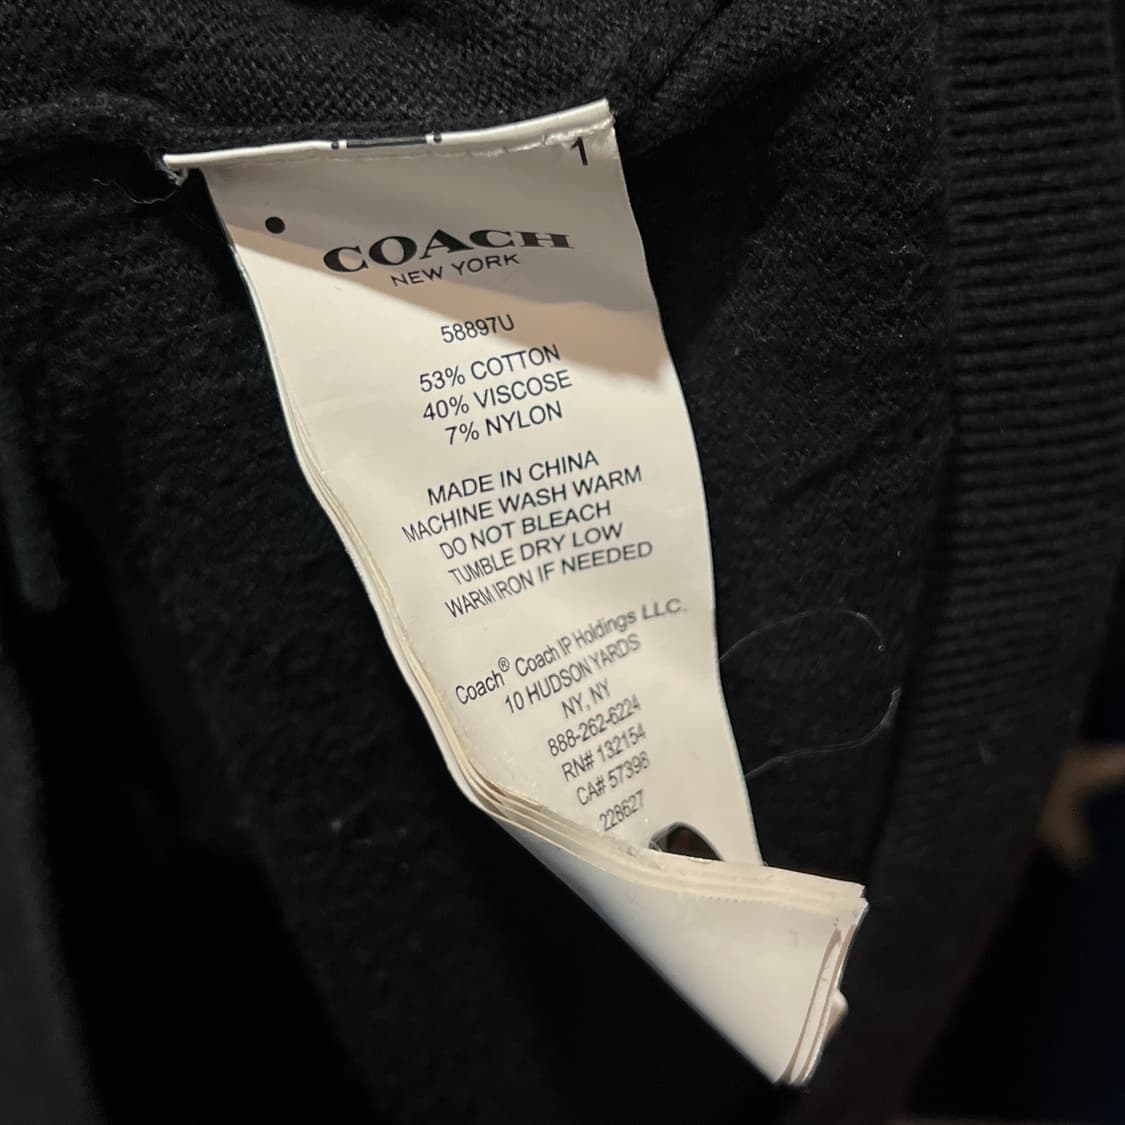 1
COACH
NEW YORK
58897U
53% COTTON
40% VISCOSE
7% NYLON
MADE IN CHINA
MACHINE WASH WARM
DO NOT BLEACH
TUMBLE DRY LOW
WARM IRON IF NEEDED
Coach® Coach IP Holdings LLC.
10 HUDSON YARDS
NY, NY
888-262-6224
RN# 132154
CA# 57398
228627